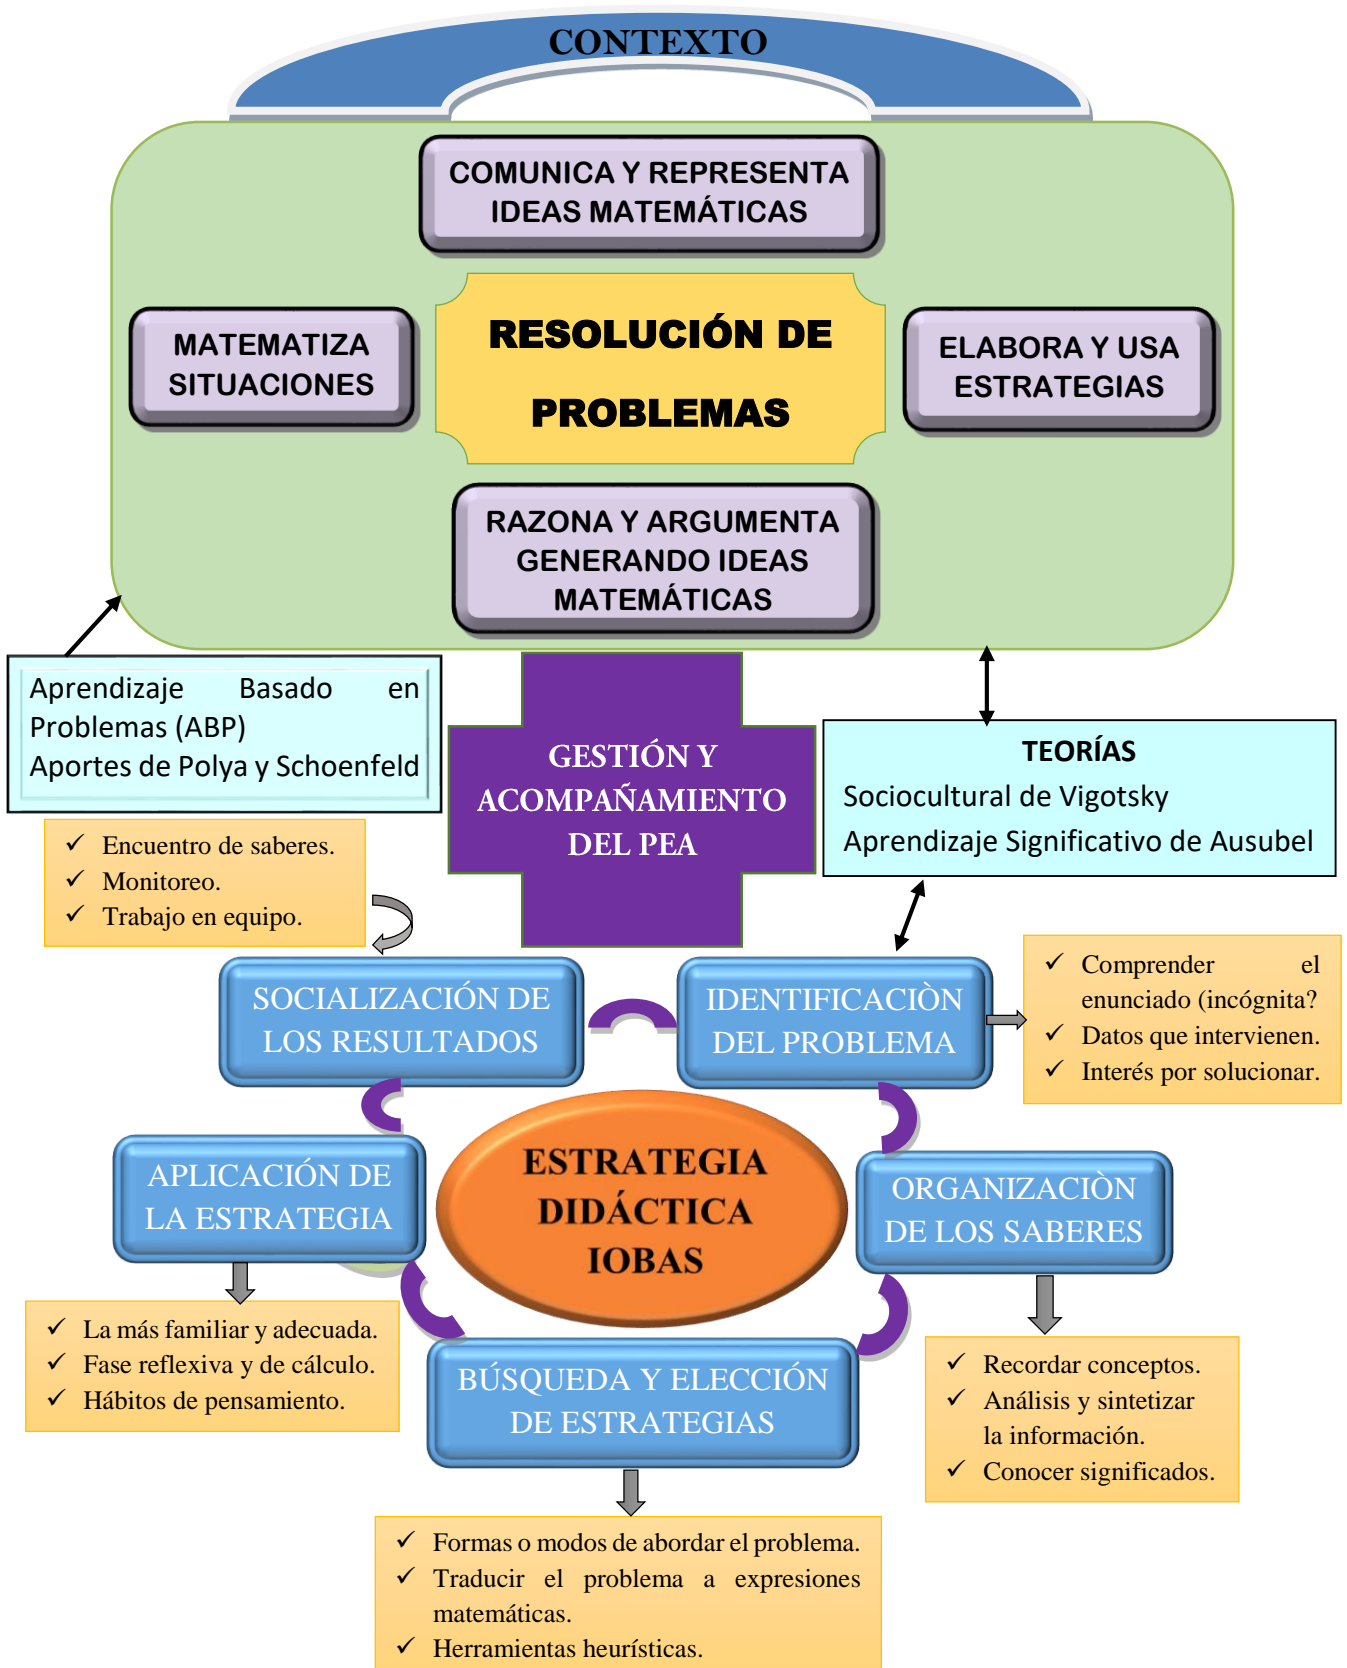 CONTEXTO
COMUNICA Y REPRESENTA
IDEAS MATEMÁTICAS
MATEMATIZA
SITUACIONES
RESOLUCIÓN DE
PROBLEMAS
ELABORA Y USA
ESTRATEGIAS
RAZONA Y ARGUMENTA
GENERANDO IDEAS
MATEMÁTICAS
Aprendizaje Basado en
Problemas (ABP)
Aportes de Polya y Schoenfeld
GESTIÓN Y
ACOMPAÑAMIENTO
DEL PEA
TEORÍAS
Sociocultural de Vigotsky
Aprendizaje Significativo de Ausubel
✓ Encuentro de saberes.
✓ Monitoreo.
✓ Trabajo en equipo.
SOCIALIZACIÓN DE
LOS RESULTADOS
IDENTIFICACIÒN
DEL PROBLEMA
✓ Comprender el
enunciado (incógnita?
✓ Datos que intervienen.
✓ Interés por solucionar.
APLICACIÓN DE
LA ESTRATEGIA
ESTRATEGIA
DIDÁCTICA
IOBAS
ORGANIZACIÒN
DE LOS SABERES
✓ La más familiar y adecuada.
✓ Fase reflexiva y de cálculo.
✓ Hábitos de pensamiento.
BÚSQUEDA Y ELECCIÓN
DE ESTRATEGIAS
✓ Recordar conceptos.
✓ Análisis y sintetizar
la información.
✓ Conocer significados.
✓ Formas o modos de abordar el problema.
✓ Traducir el problema a expresiones
matemáticas.
✓ Herramientas heurísticas.